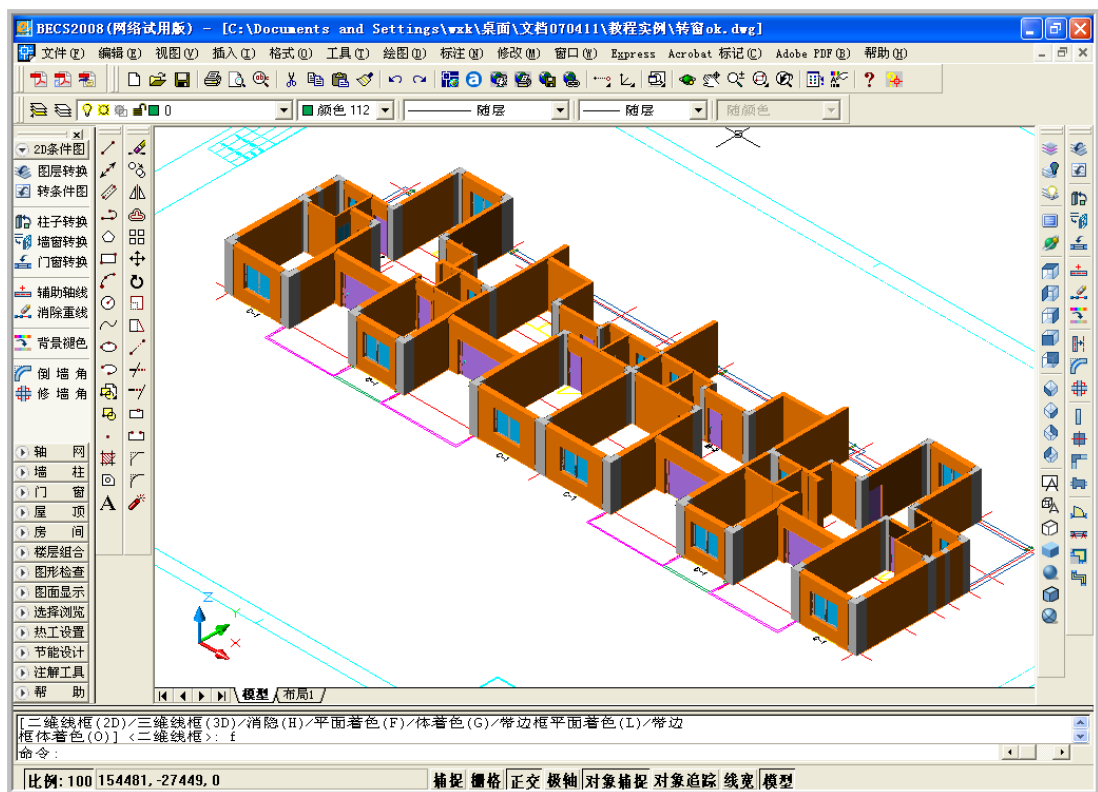 BECS2008(网络试用版) - [C:\Documents and Settings\wxk\桌面\文档070411\教程实例\转窗ok.dwg]
文件(F) 编辑(E) 视图(V) 插入(I) 格式(O) 工具(T) 绘图(D) 标注(N) 修改(M) 窗口(W) Express Acrobat 标记(C) Adobe PDF(B) 帮助(H)
0 颜色 112 随层 随层 随颜色
2D条件图
图层转换
转条件图
柱子转换
墙窗转换
门窗转换
辅助轴线
消除重线
背景褪色
倒 墙 角
修 墙 角
轴 网
墙 柱
门 窗
屋 顶
房 间
楼层组合
图形检查
图面显示
选择浏览
热工设置
节能设计
注解工具
帮 助
A
C-1
C-1
C-1
C-1
C-1
C-1
Z
Y
X
模型 布局1
[二维线框(2D)/三维线框(3D)/消隐(H)/平面着色(F)/体着色(G)/带边框平面着色(L)/带边
框体着色(O)] <二维线框>: f
命令:
比例: 100 154481, -27449, 0 捕捉 栅格 正交 极轴 对象捕捉 对象追踪 线宽 模型